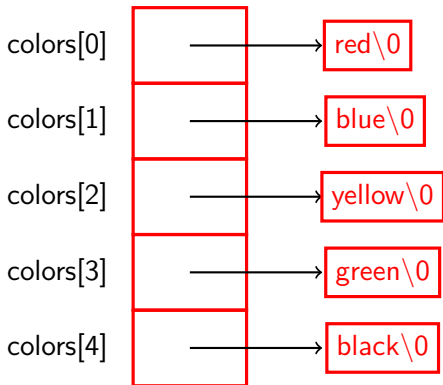 colors[0] red\0
colors[1] blue\0
colors[2] yellow\0
colors[3] green\0
colors[4] black\0